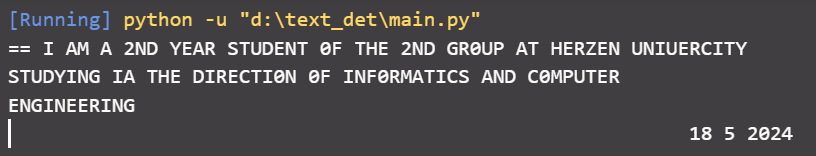 [Running] python -u "d:\text_det\main.py"
== I AM A 2ND YEAR STUDENT 0F THE 2ND GR0UP AT HERZEN UNIUERCITY
STUDYING IA THE DIRECTI0N 0F INF0RMATICS AND C0MPUTER
ENGINEERING
18 5 2024